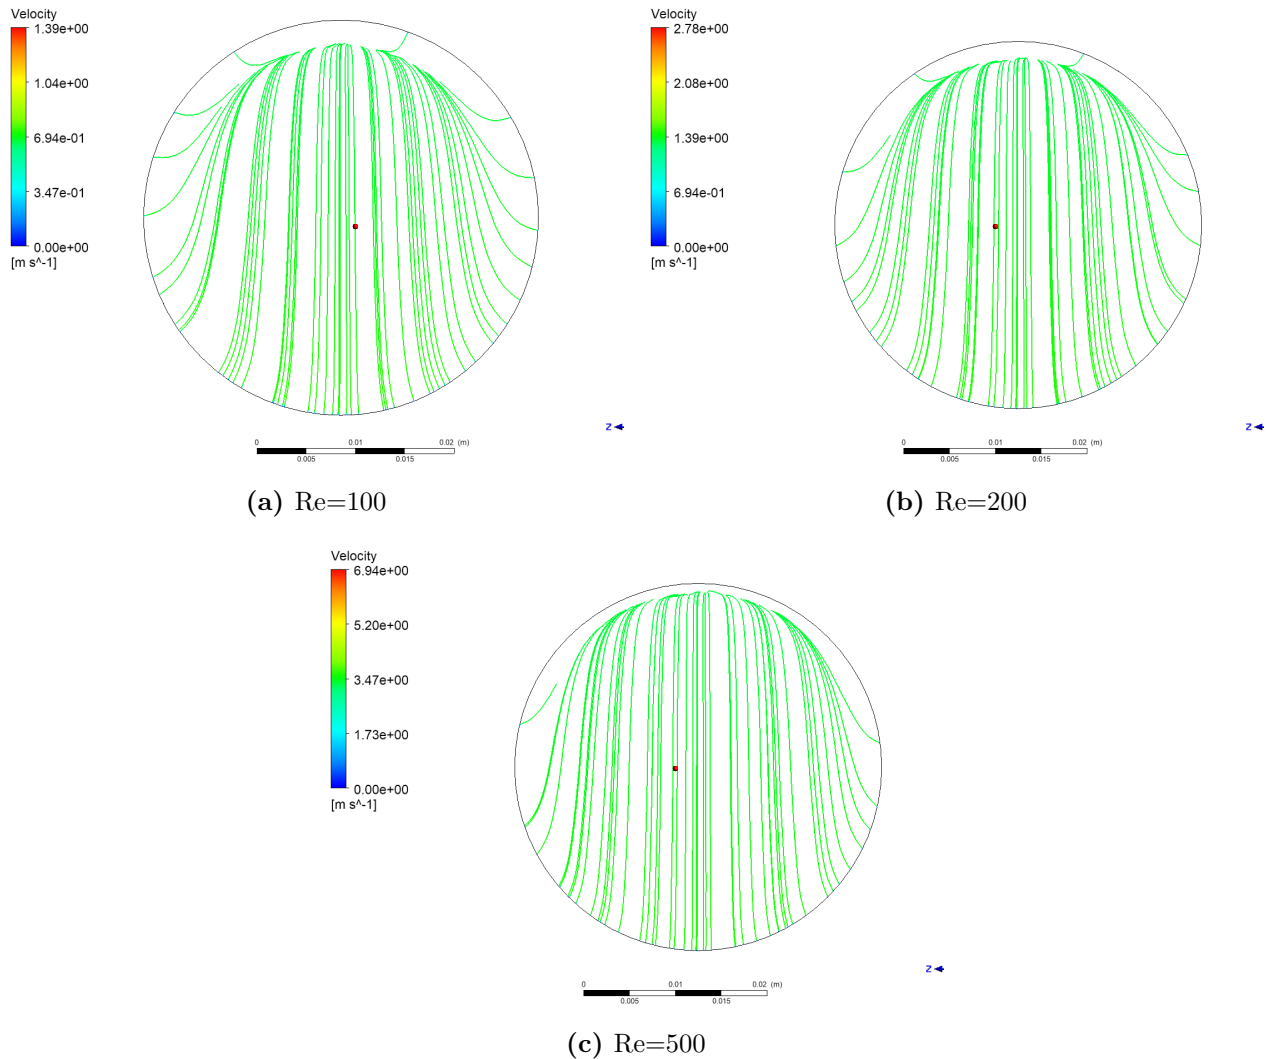 Velocity
1.39e+00
1.04e+00
6.94e-01
3.47e-01
0.00e+00
[m s^-1]
z
0 0.01 0.02 (m)
0.005 0.015
(a) Re=100
Velocity
2.78e+00
2.08e+00
1.39e+00
6.94e-01
0.00e+00
[m s^-1]
z
0 0.01 0.02 (m)
0.005 0.015
(b) Re=200
Velocity
6.94e+00
5.20e+00
3.47e+00
1.73e+00
0.00e+00
[m s^-1]
z
0 0.01 0.02 (m)
0.005 0.015
(c) Re=500